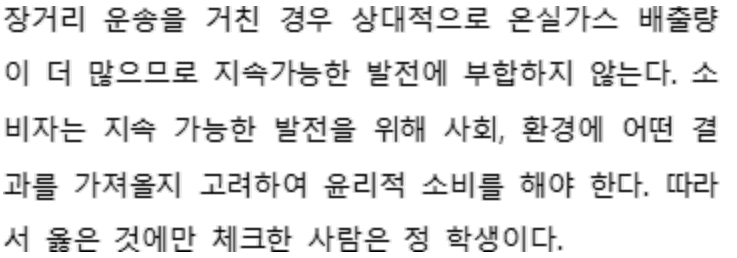 장거리 운송을 거친 경우 상대적으로 온실가스 배출량
이 더 많으므로 지속가능한 발전에 부합하지 않는다. 소
비자는 지속 가능한 발전을 위해 사회, 환경에 어떤 결
과를 가져올지 고려하여 윤리적 소비를 해야 한다. 따라
서 옳은 것에만 체크한 사람은 정 학생이다.